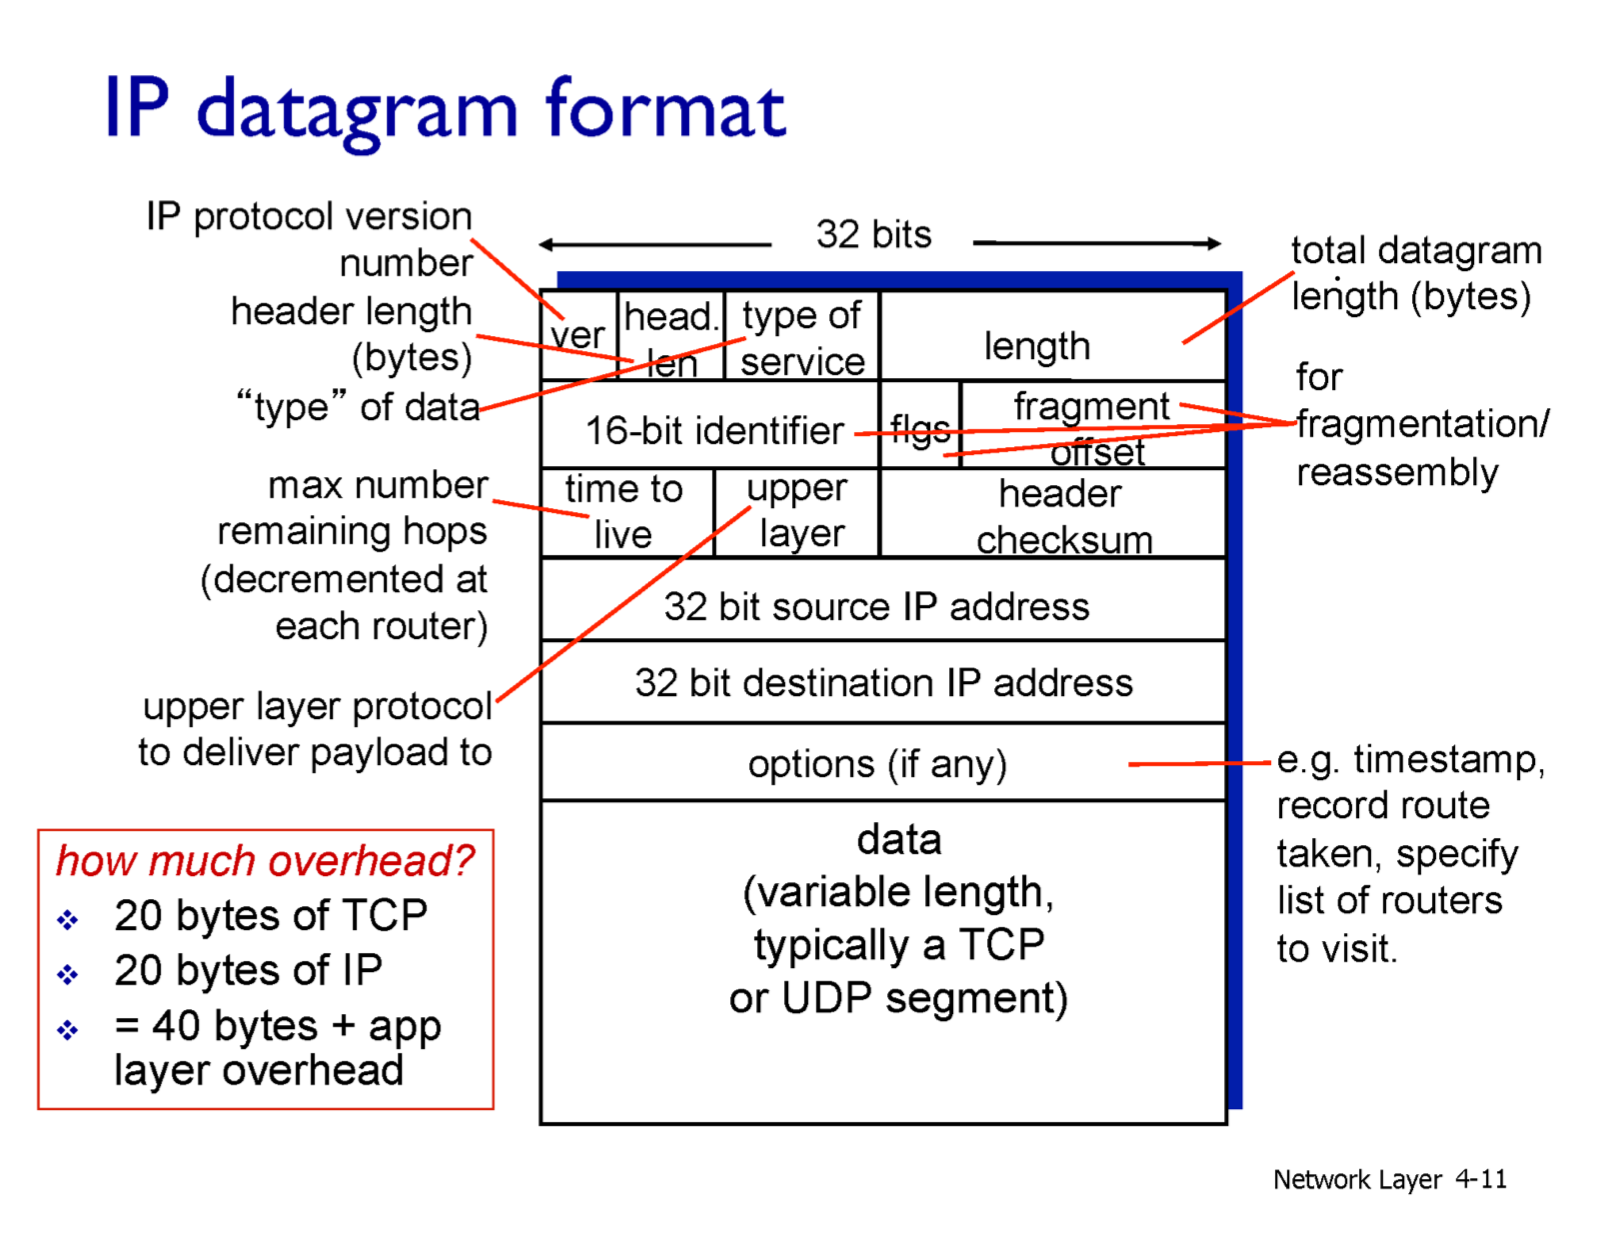 IP datagram format
IP protocol version
number
header length
(bytes)
“type” of data
max number
remaining hops
(decremented at
each router)
upper layer protocol
to deliver payload to
how much overhead?
20 bytes of TCP
20 bytes of IP
= 40 bytes + app
layer overhead
32 bits
ver
head.
len
type of
service
length
16-bit identifier
flgs
fragment
offset
time to
live
upper
layer
header
checksum
32 bit source IP address
32 bit destination IP address
options (if any)
data
(variable length,
typically a TCP
or UDP segment)
total datagram
length (bytes)
for
fragmentation/
reassembly
e.g. timestamp,
record route
taken, specify
list of routers
to visit.
Network Layer 4-11